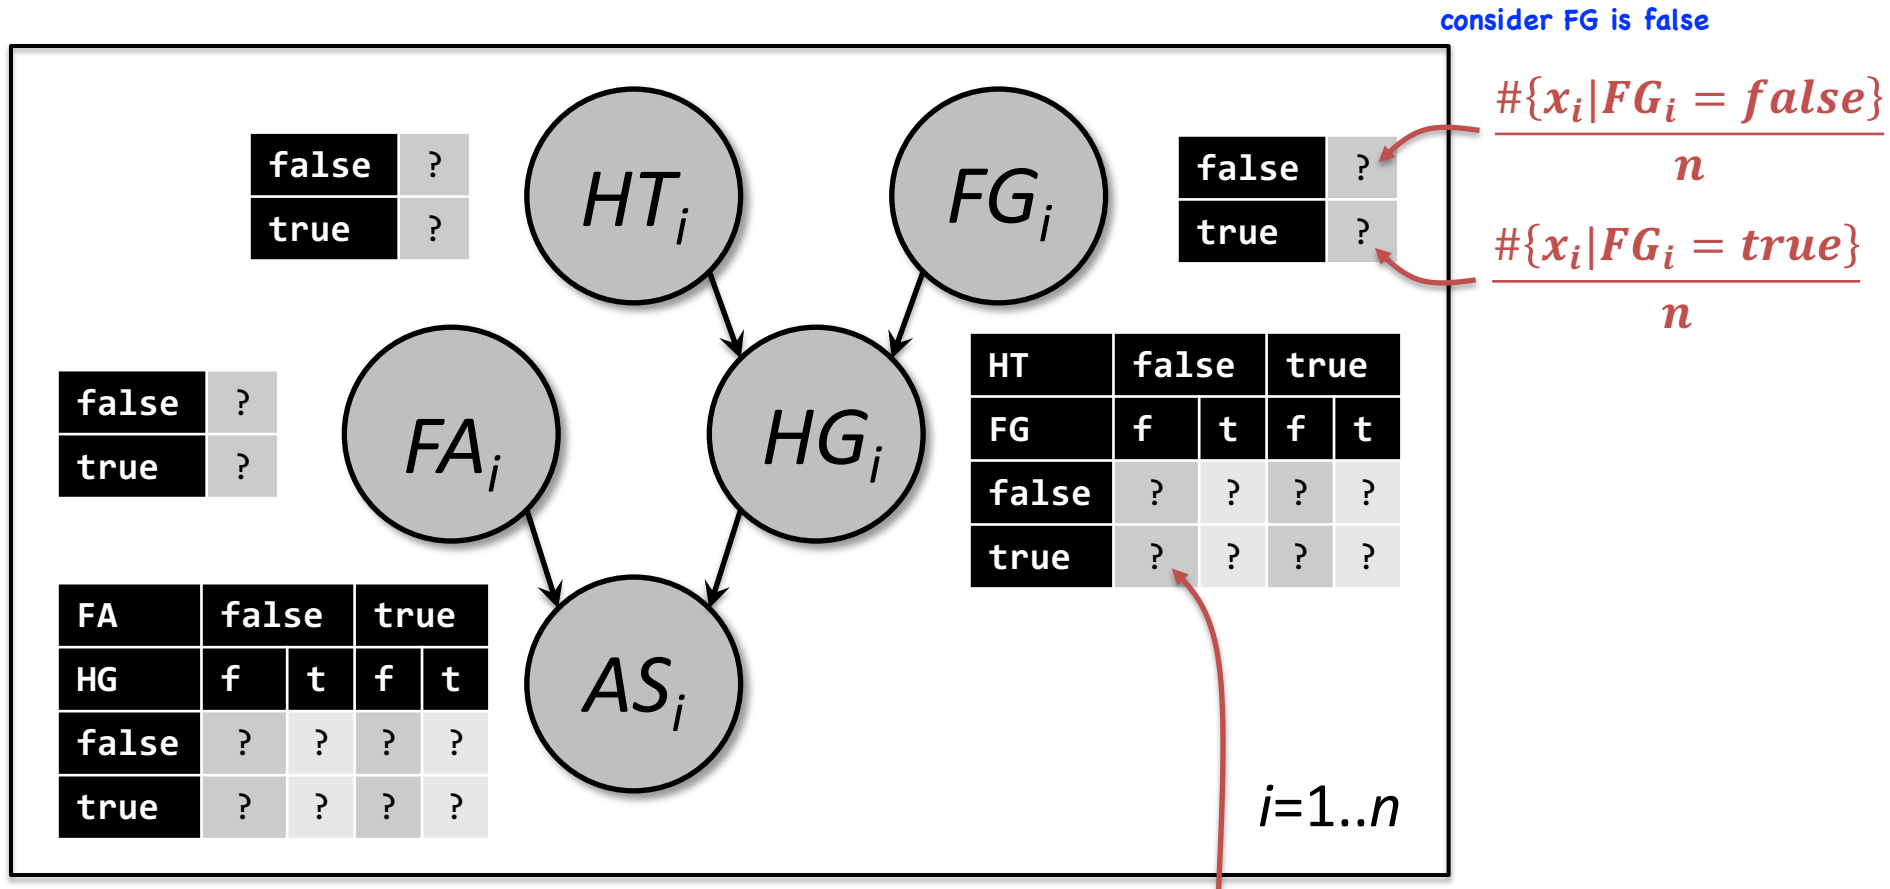 consider FG is false
#{x_i|FG_i = false}
n
#{x_i|FG_i = true}
n
false ?
true ?
HT_i
FG_i
false ?
true ?
false ?
true ?
FA_i
HG_i
HT false true
FG f t f t
false ? ? ? ?
true ? ? ? ?
FA false true
HG f t f t
false ? ? ? ?
true ? ? ? ?
AS_i
i=1..n